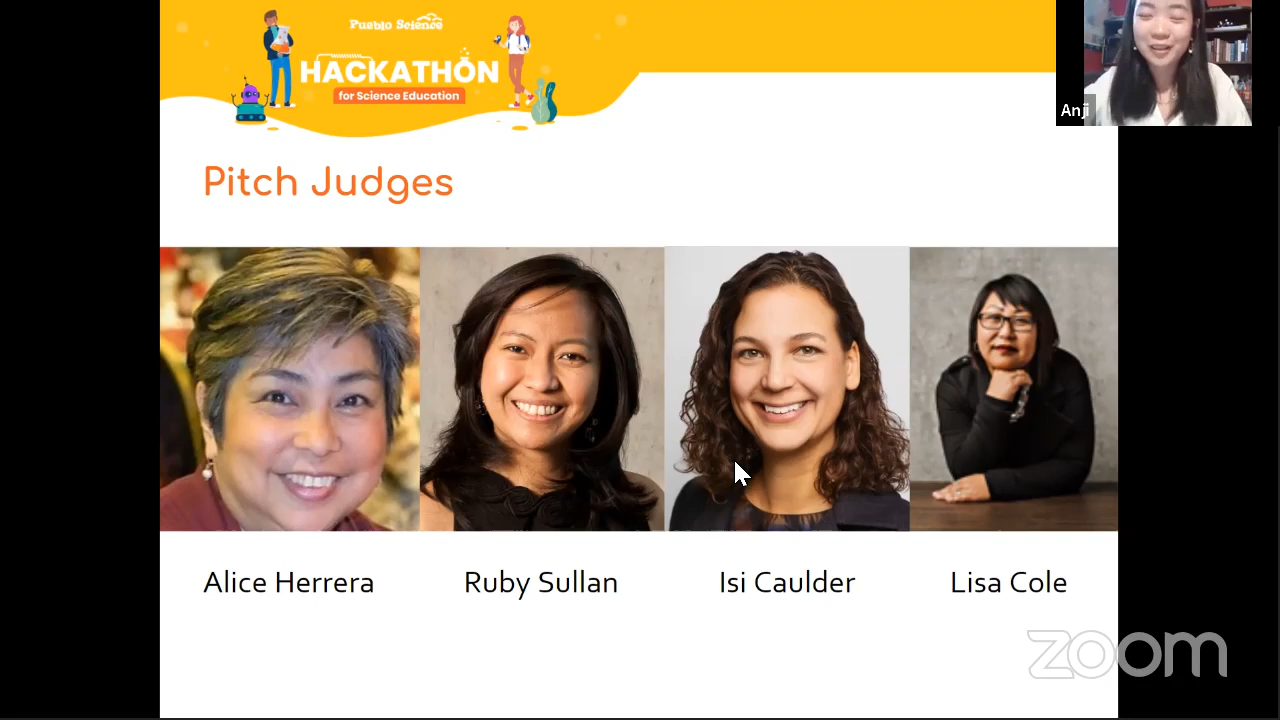 Pueblo Science
HACKATHON
for Science Education
Anji
Pitch Judges
Alice Herrera
Ruby Sullan
Isi Caulder
Lisa Cole
zoom